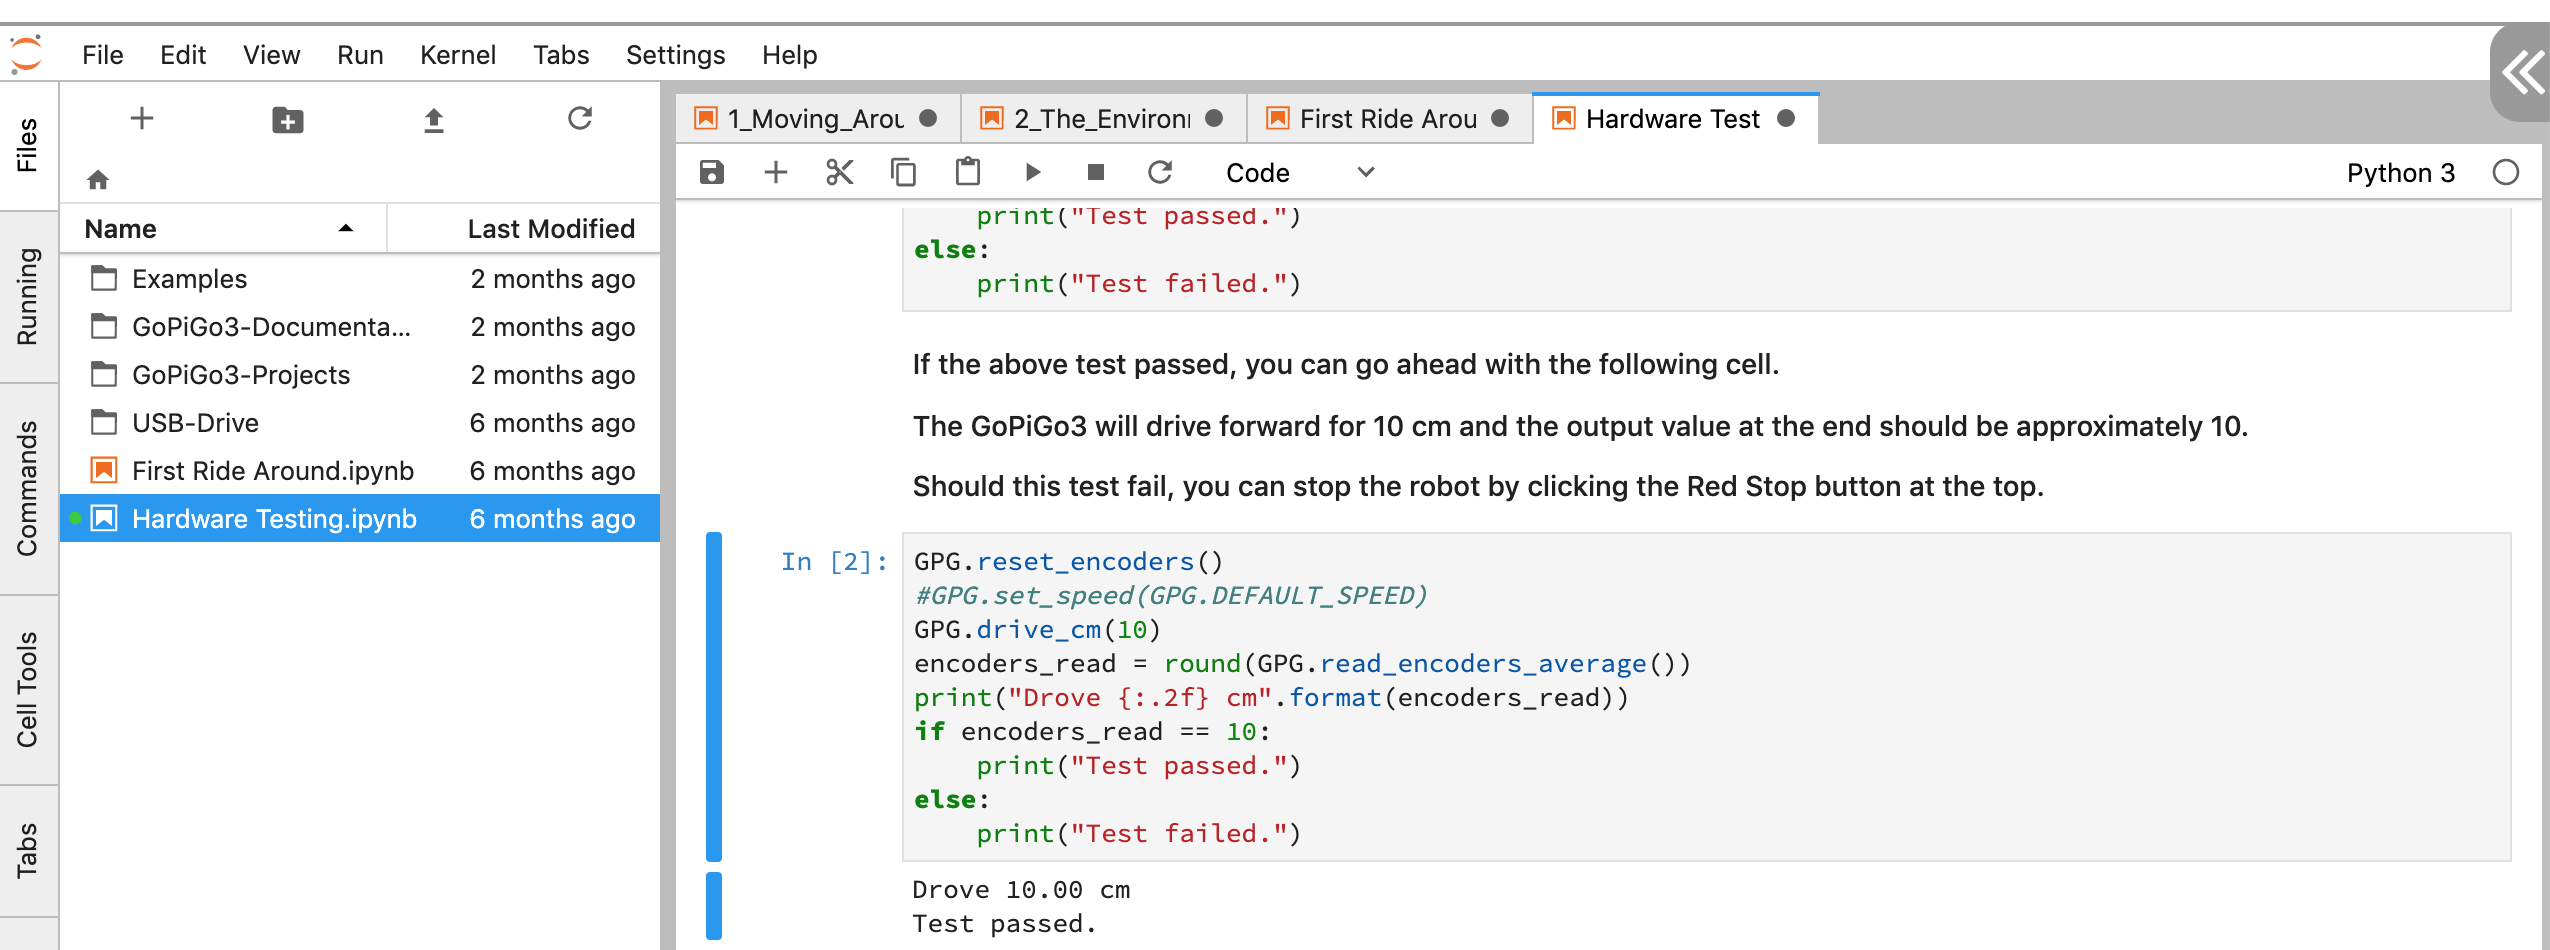 File Edit View Run Kernel Tabs Settings Help
Files
Running
Commands
Cell Tools
Tabs
Name Last Modified
Examples 2 months ago
GoPiGo3-Documenta... 2 months ago
GoPiGo3-Projects 2 months ago
USB-Drive 6 months ago
First Ride Around.ipynb 6 months ago
Hardware Testing.ipynb 6 months ago
1_Moving_Arou 2_The_Environ First Ride Arou Hardware Test
Code Python 3
print("Test passed.")
else:
print("Test failed.")
If the above test passed, you can go ahead with the following cell.
The GoPiGo3 will drive forward for 10 cm and the output value at the end should be approximately 10.
Should this test fail, you can stop the robot by clicking the Red Stop button at the top.
In [2]:
GPG.reset_encoders()
#GPG.set_speed(GPG.DEFAULT_SPEED)
GPG.drive_cm(10)
encoders_read = round(GPG.read_encoders_average())
print("Drove {:.2f} cm".format(encoders_read))
if encoders_read == 10:
print("Test passed.")
else:
print("Test failed.")
Drove 10.00 cm
Test passed.